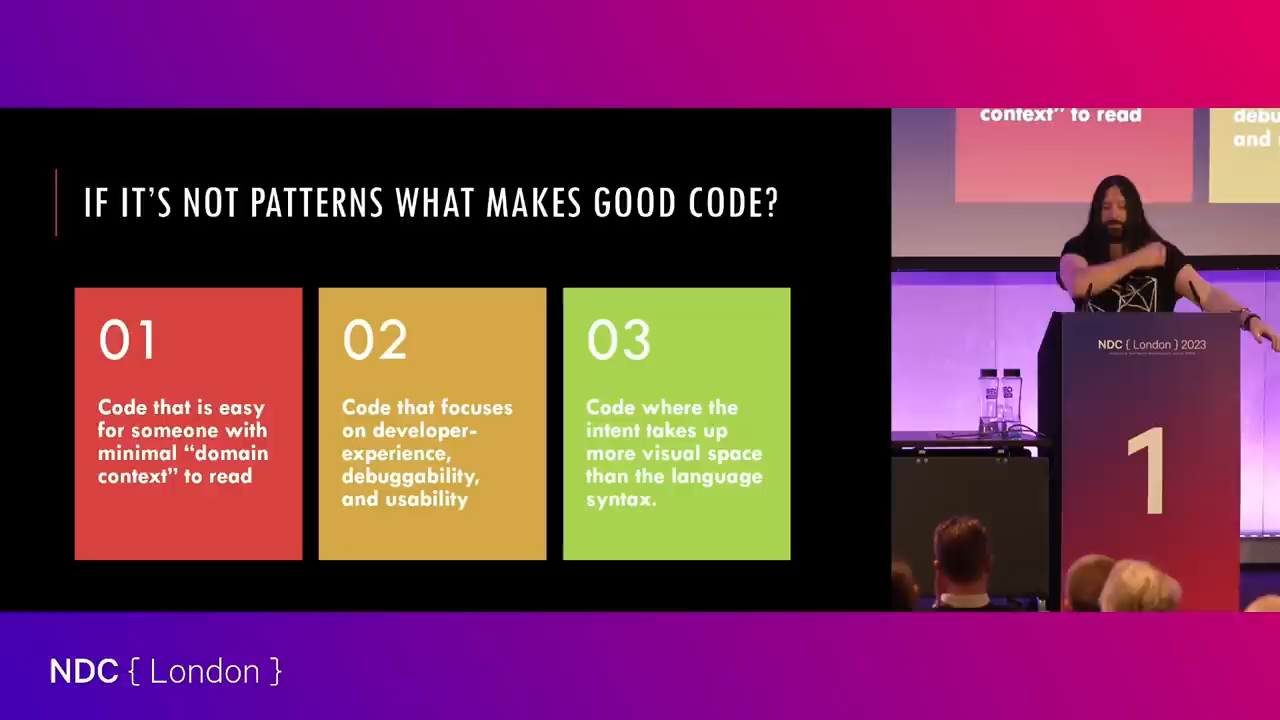 IF IT'S NOT PATTERNS WHAT MAKES GOOD CODE?
01
Code that is easy
for someone with
minimal “domain
context” to read
02
Code that focuses
on developer-
experience,
debuggability,
and usability
03
Code where the
intent takes up
more visual space
than the language
syntax.
context” to read
debu
and
NDC { London } 2023
1
NDC { London }